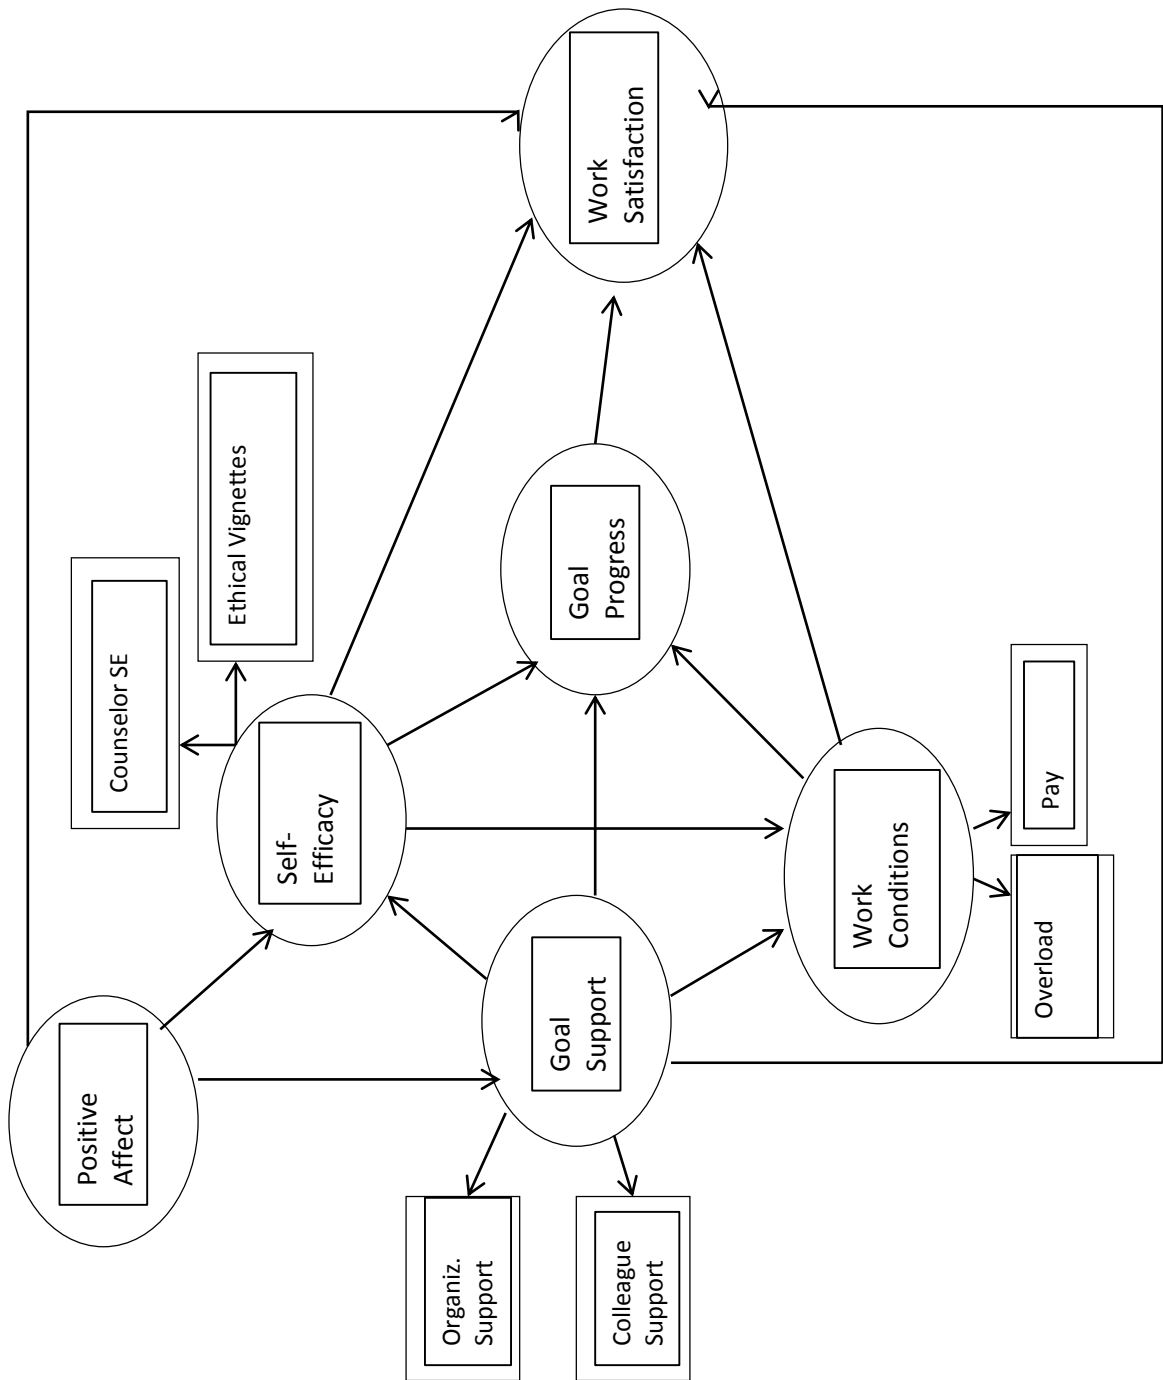 Positive
Affect
Counselor SE
Ethical Vignettes
Self-
Efficacy
Organiz.
Support
Colleague
Support
Goal
Support
Goal
Progress
Work
Satisfaction
Work
Conditions
Overload
Pay